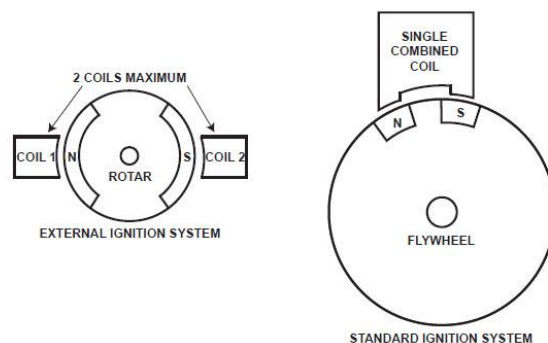 2 COILS MAXIMUM
COIL 1
N
S
COIL 2
ROTAR
EXTERNAL IGNITION SYSTEM
SINGLE
COMBINED
COIL
N
S
FLYWHEEL
STANDARD IGNITION SYSTEM